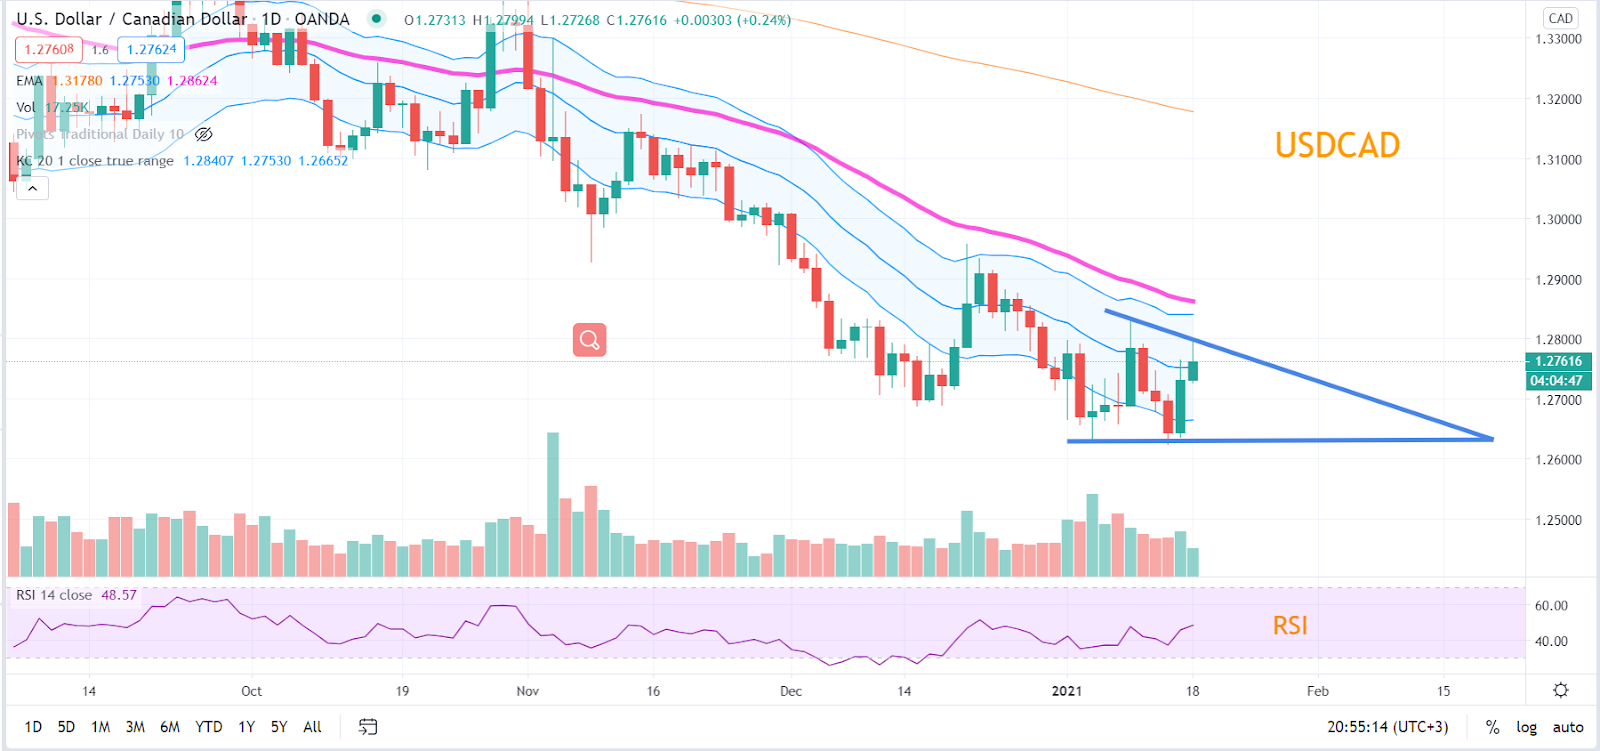 U.S. Dollar / Canadian Dollar · 1D · OANDA O1.27313 H1.27994 L1.27268 C1.27616 +0.00303 (+0.24%)
1.27608 1.6 1.27624
EMA 1.31780 1.27530 1.28624
Vol 17.25K
Pivots Traditional Daily 10
KC 20 1 close true range 1.28407 1.27530 1.26652
CAD
1.33000
1.32000
USDCAD
1.31000
1.30000
1.29000
1.28000
1.27616
04:04:47
1.27000
1.26000
1.25000
RSI 14 close 48.57
60.00
RSI
40.00
14 Oct 19 Nov 16 Dec 14 2021 18 Feb 15
1D 5D 1M 3M 6M YTD 1Y 5Y All 20:55:14 (UTC+3) % log auto